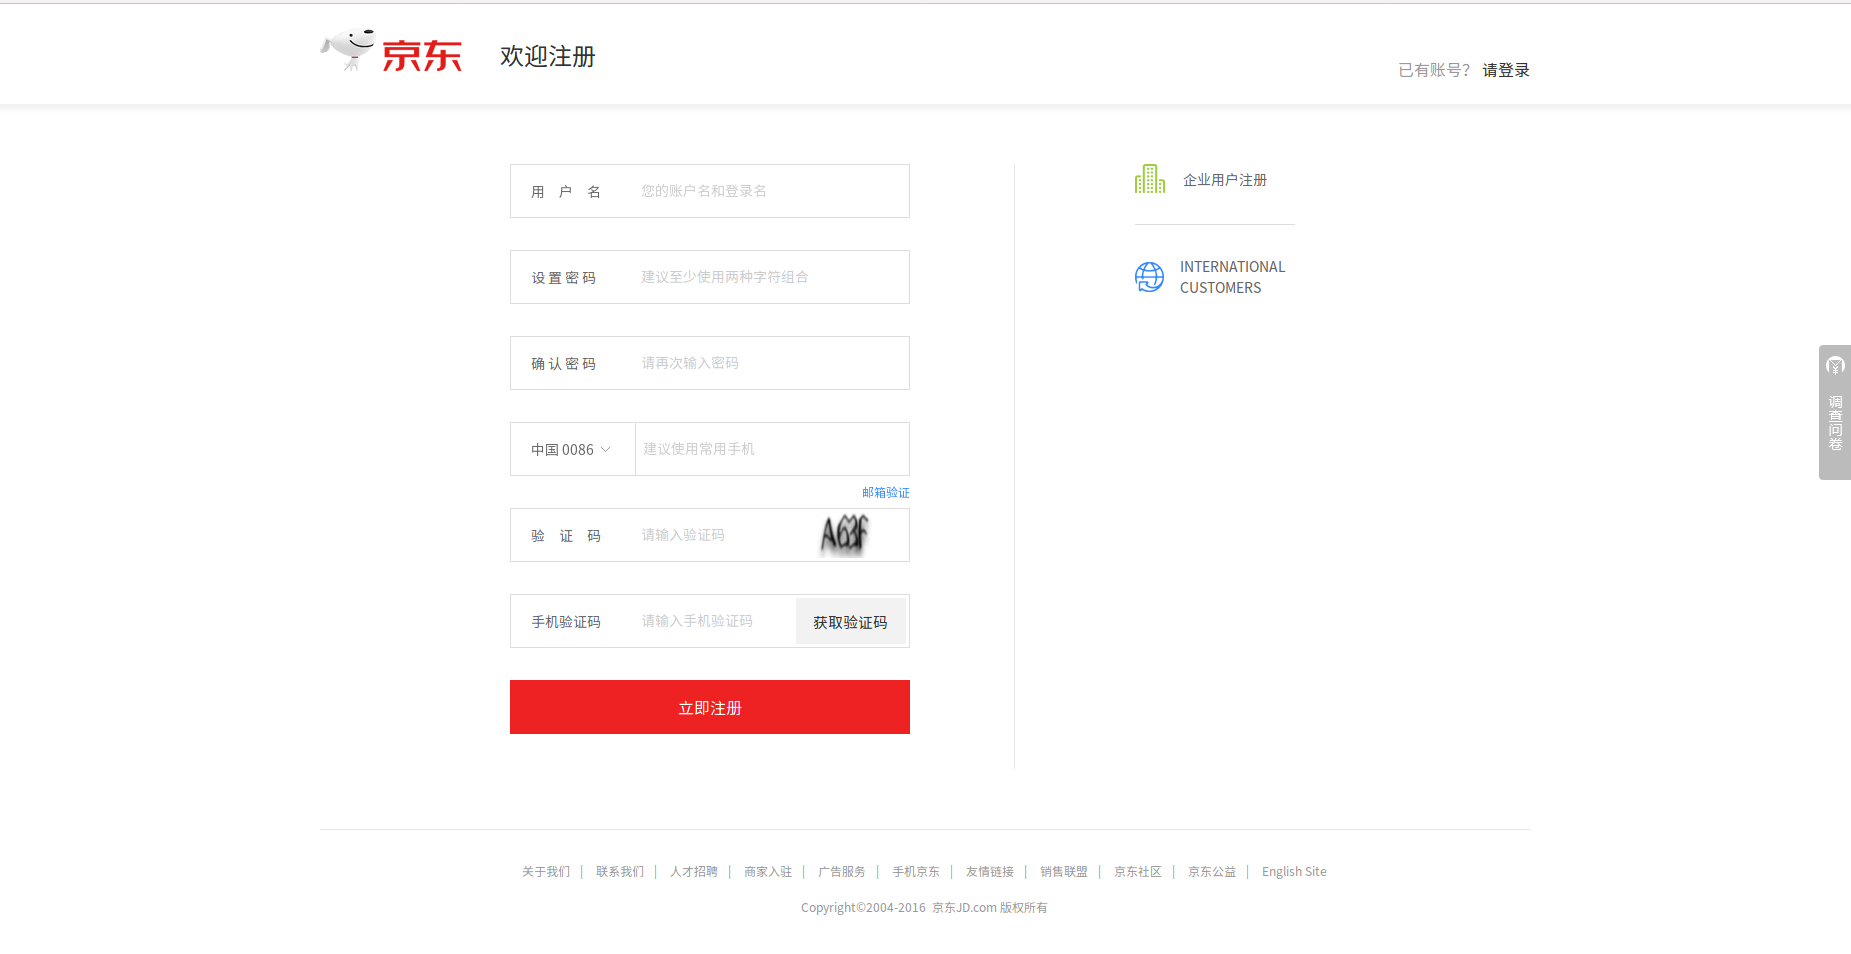 京东 欢迎注册
已有账号? 请登录
用 户 名 您的账户名和登录名
设 置 密 码 建议至少使用两种字符组合
确 认 密 码 请再次输入密码
中国 0086 建议使用常用手机
邮箱验证
验 证 码 请输入验证码 A63f
手机验证码 请输入手机验证码 获取验证码
立即注册
企业用户注册
INTERNATIONAL
CUSTOMERS
调查问卷
关于我们 | 联系我们 | 人才招聘 | 商家入驻 | 广告服务 | 手机京东 | 友情链接 | 销售联盟 | 京东社区 | 京东公益 | English Site
Copyright©2004-2016 京东JD.com 版权所有